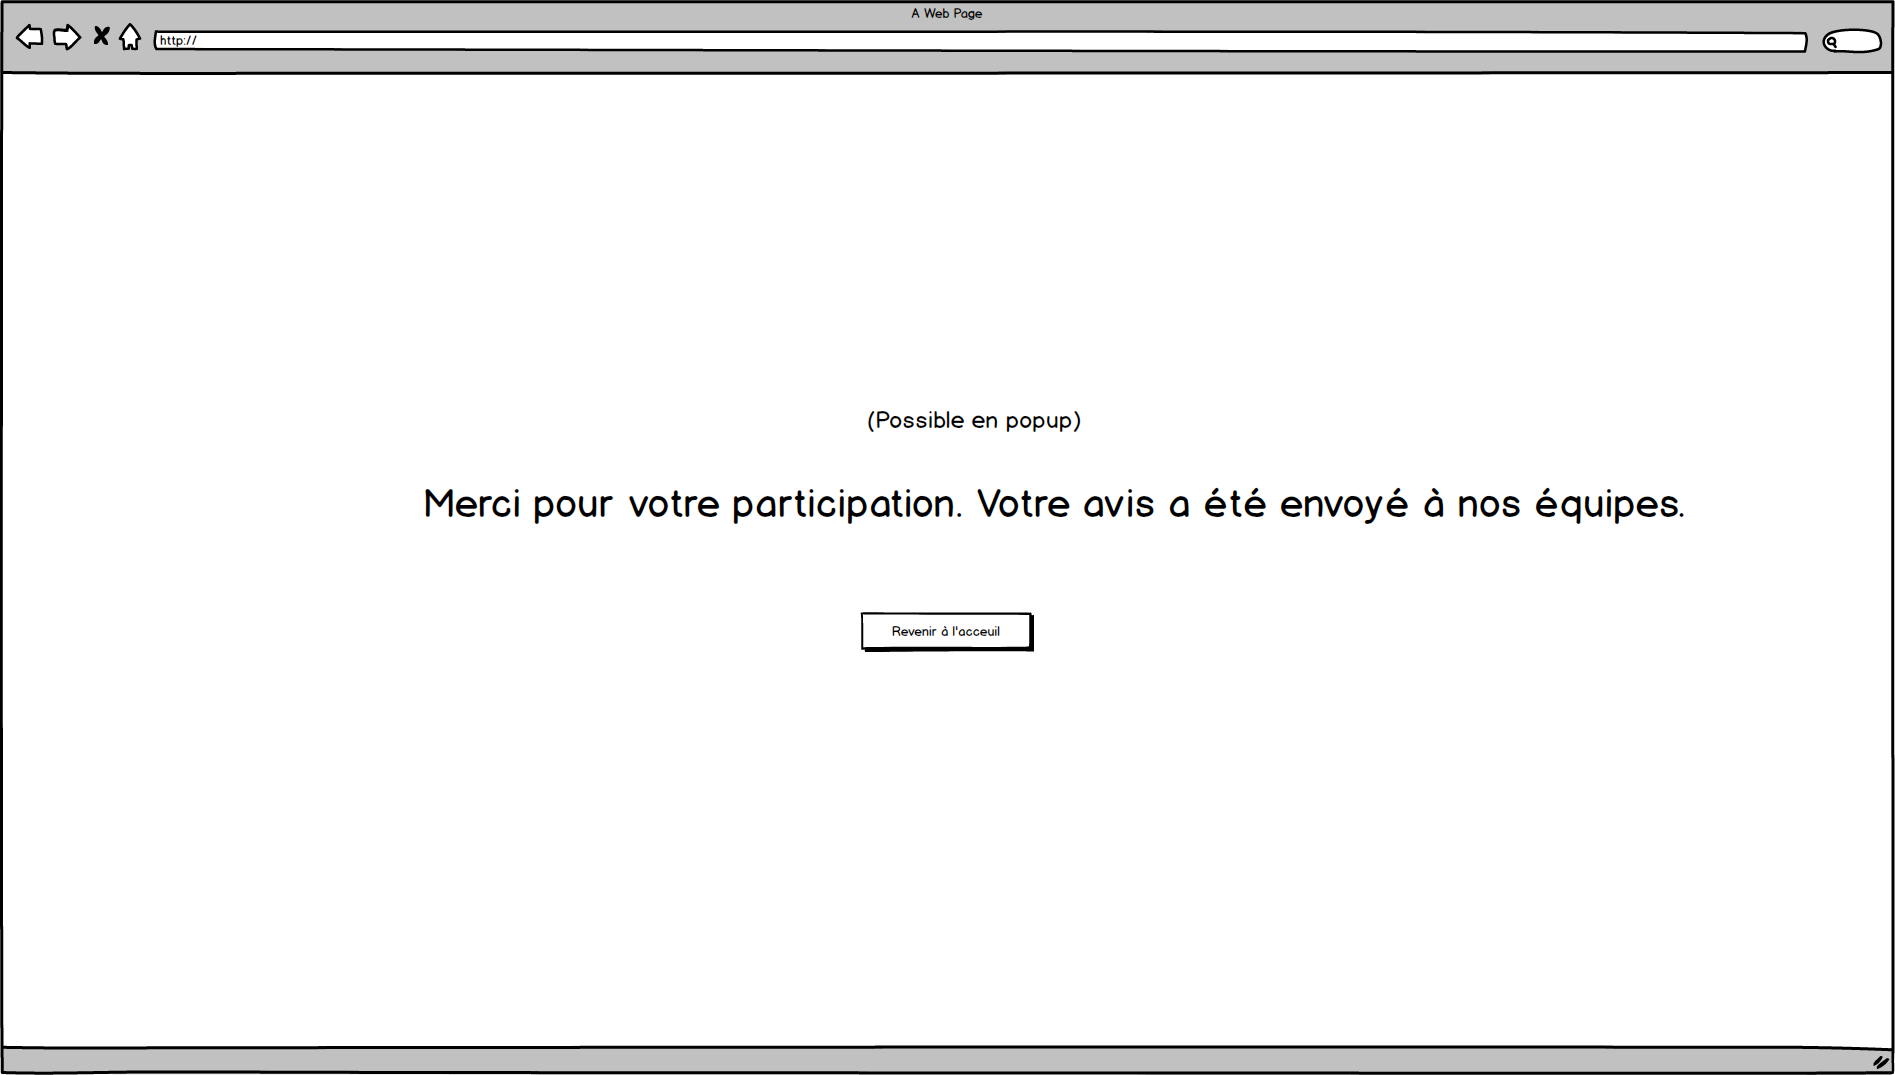 A Web Page
http://
(Possible en popup)
Merci pour votre participation. Votre avis a été envoyé à nos équipes.
Revenir à l'acceuil